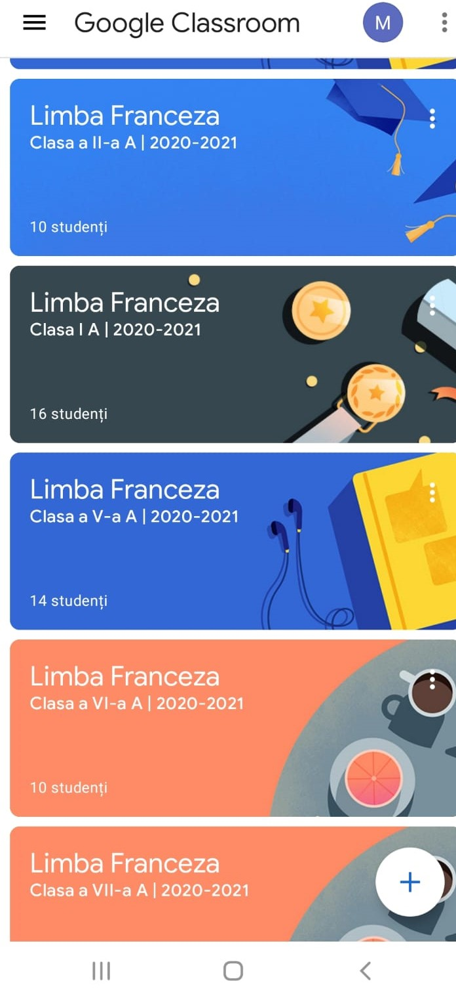 Google Classroom
M
Limba Franceza
Clasa a II-a A | 2020-2021
10 studenți
Limba Franceza
Clasa I A | 2020-2021
16 studenți
Limba Franceza
Clasa a V-a A | 2020-2021
14 studenți
Limba Franceza
Clasa a VI-a A | 2020-2021
10 studenți
Limba Franceza
Clasa a VII-a A | 2020-2021